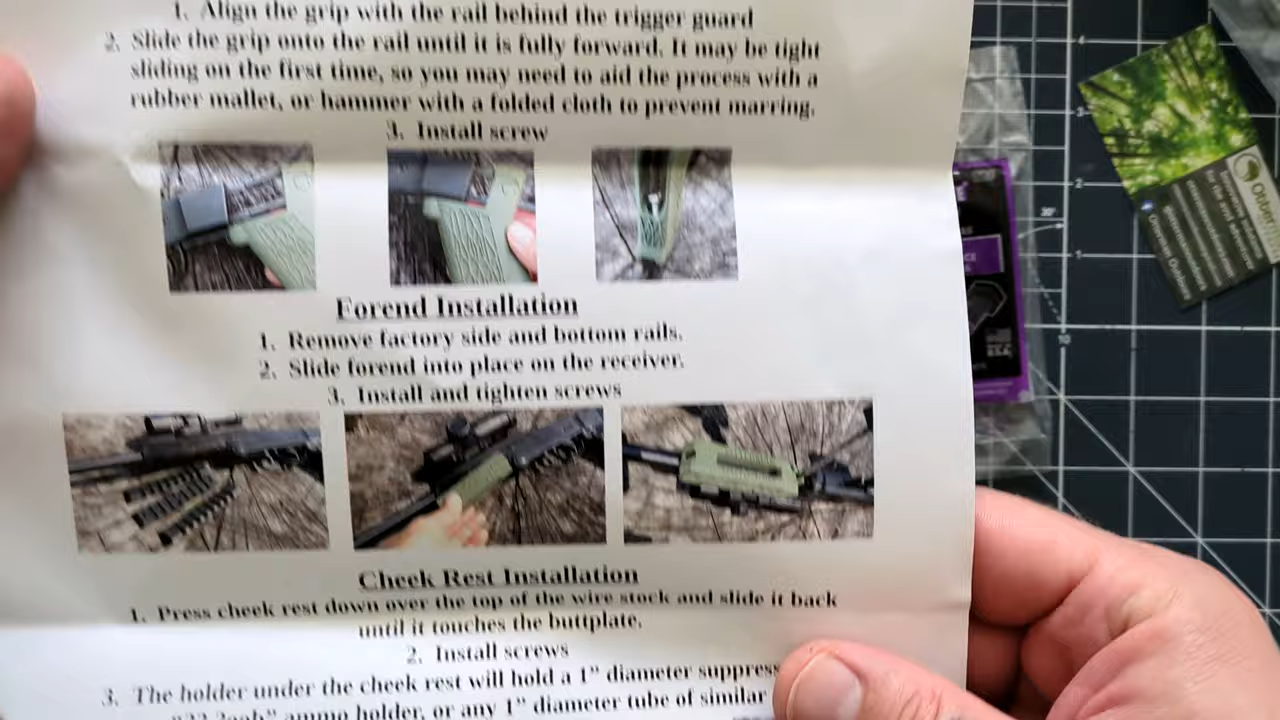 1. Align the grip with the rail behind the trigger guard
2. Slide the grip onto the rail until it is fully forward. It may be tight
sliding on the first time, so you may need to aid the process with a
rubber mallet, or hammer with a folded cloth to prevent marring.
3. Install screw
Forend Installation
1. Remove factory side and bottom rails.
2. Slide forend into place on the receiver.
3. Install and tighten screws
Cheek Rest Installation
1. Press cheek rest down over the top of the wire stock and slide it back
until it touches the buttplate.
2. Install screws
3. The holder under the cheek rest will hold a 1” diameter suppress
ammo holder, or any 1” diameter tube of similar
4
3
2
1
30°
10